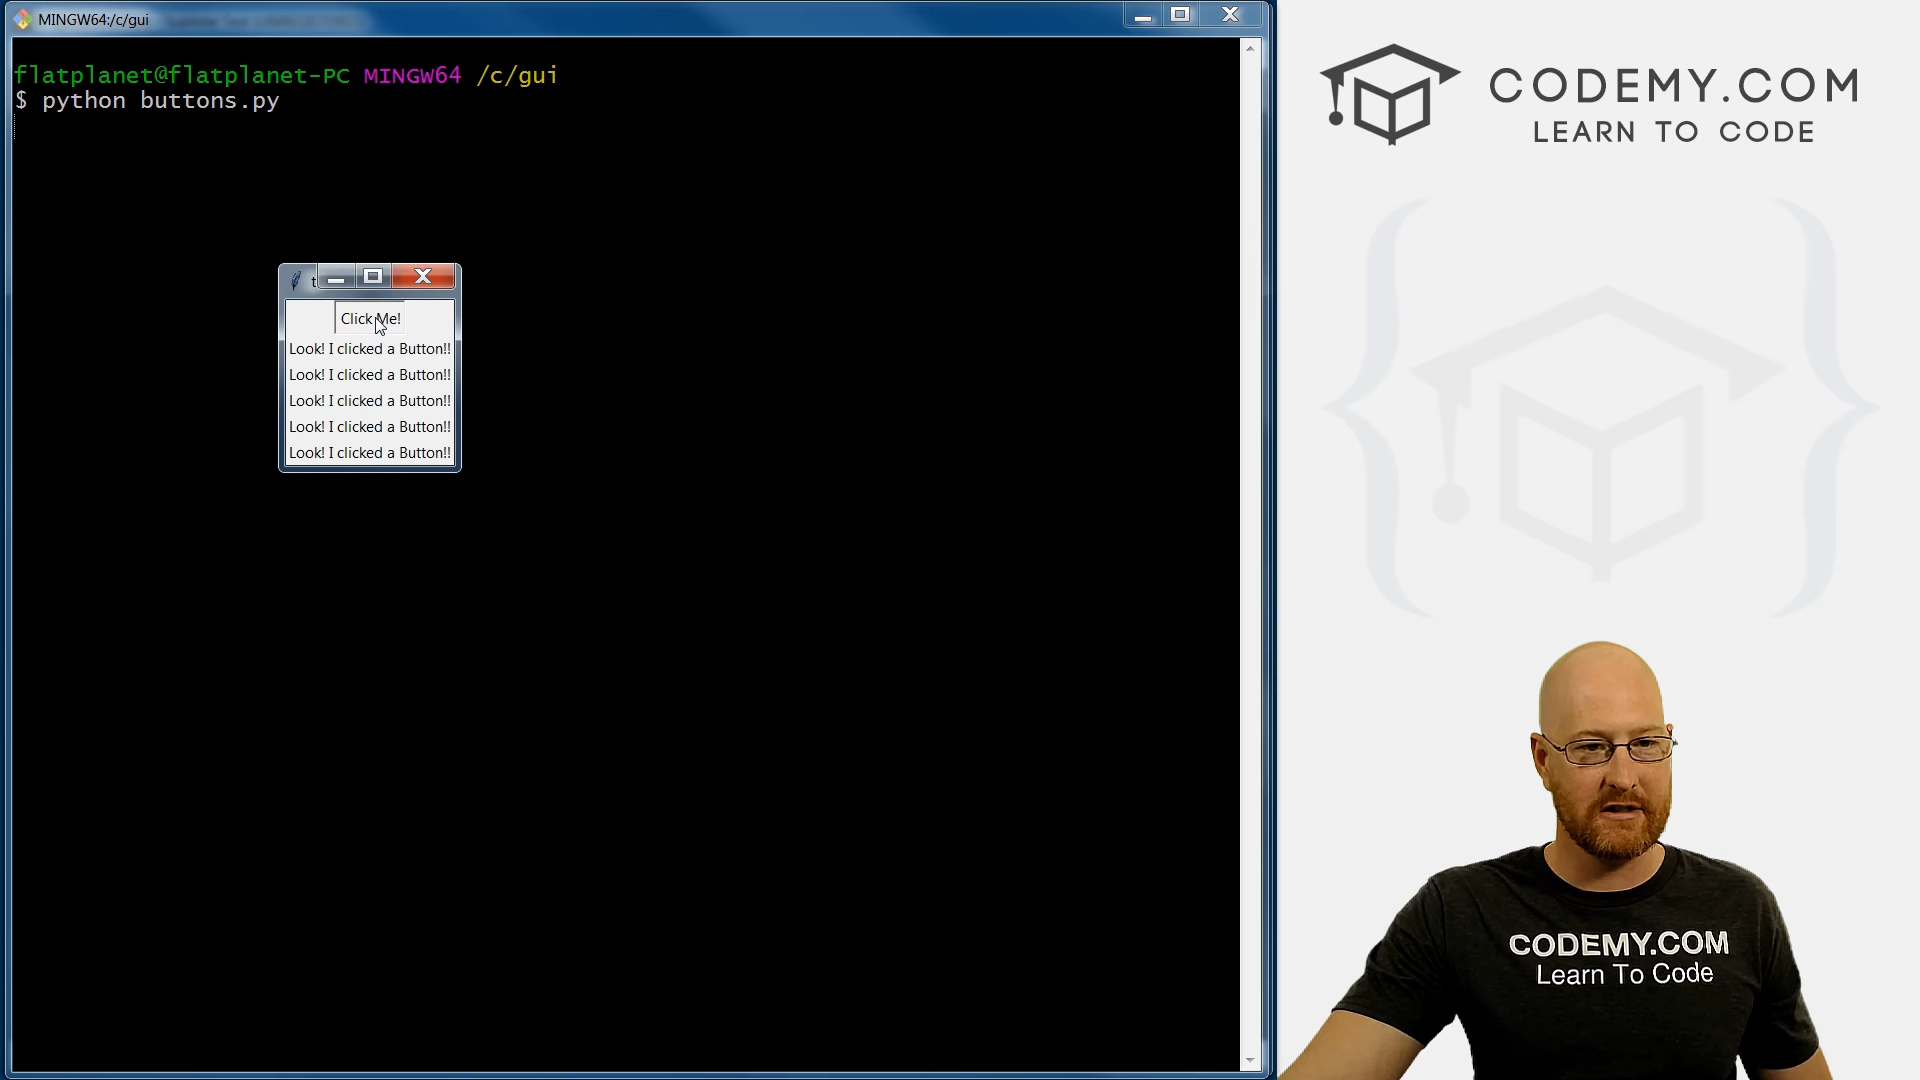 MINGW64:/c/gui
flatplanet@flatplanet-PC MINGW64 /c/gui
$ python buttons.py
t
Click Me!
Look! I clicked a Button!!
Look! I clicked a Button!!
Look! I clicked a Button!!
Look! I clicked a Button!!
Look! I clicked a Button!!
CODEMY.COM
LEARN TO CODE
CODEMY.COM
Learn To Code